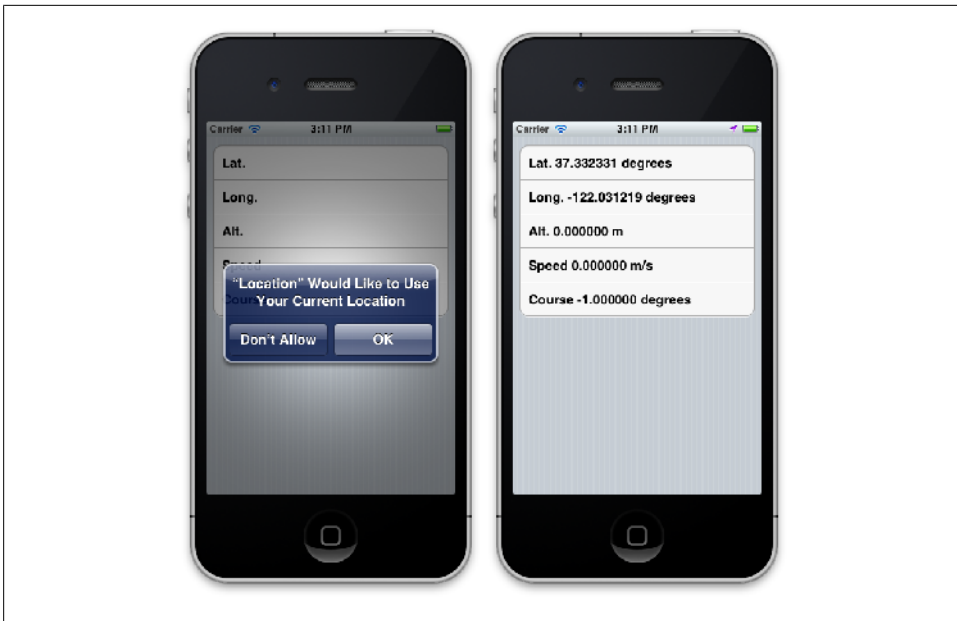 Carrier 3:11 PM
Lat.
Long.
Alt.
Speed
Course
"Location" Would Like to Use
Your Current Location
Don't Allow OK
Carrier 3:11 PM
Lat. 37.332331 degrees
Long. -122.031219 degrees
Alt. 0.000000 m
Speed 0.000000 m/s
Course -1.000000 degrees